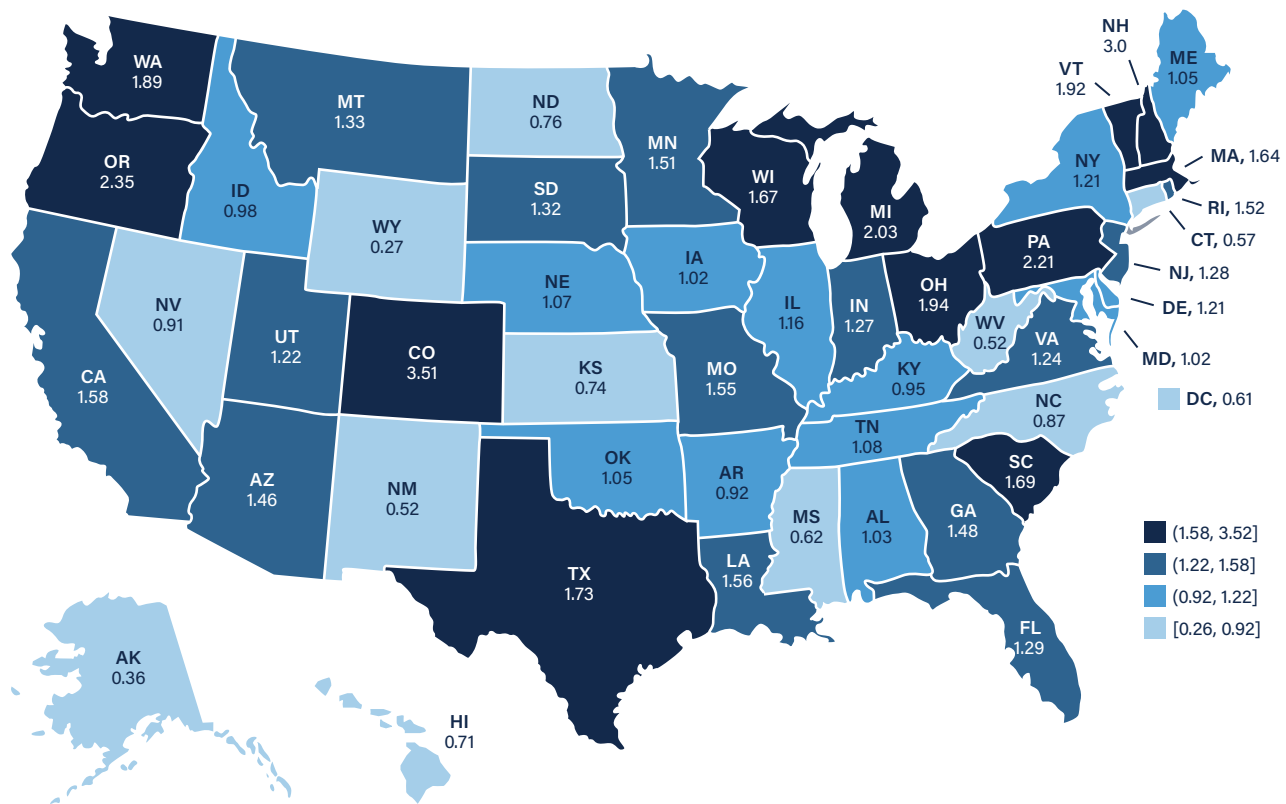 NH
3.0
ME
1.05
VT
1.92
WA
1.89
MT
1.33
ND
0.76
MN
1.51
OR
2.35
ID
0.98
SD
1.32
WI
1.67
MI
2.03
NY
1.21
MA, 1.64
RI, 1.52
CT, 0.57
WY
0.27
NE
1.07
IA
1.02
PA
2.21
NJ, 1.28
DE, 1.21
MD, 1.02
NV
0.91
UT
1.22
CO
3.51
KS
0.74
MO
1.55
IL
1.16
IN
1.27
OH
1.94
WV
0.52
VA
1.24
KY
0.95
CA
1.58
DC, 0.61
NC
0.87
TN
1.08
AZ
1.46
NM
0.52
OK
1.05
AR
0.92
SC
1.69
MS
0.62
AL
1.03
GA
1.48
TX
1.73
LA
1.56
FL
1.29
AK
0.36
HI
0.71
(1.58, 3.52]
(1.22, 1.58]
(0.92, 1.22]
[0.26, 0.92]